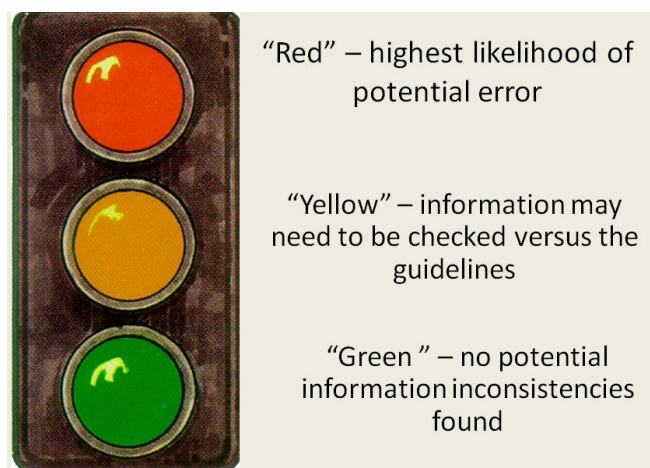 “Red” – highest likelihood of
potential error
“Yellow” – information may
need to be checked versus the
guidelines
“Green ” – no potential
information inconsistencies
found